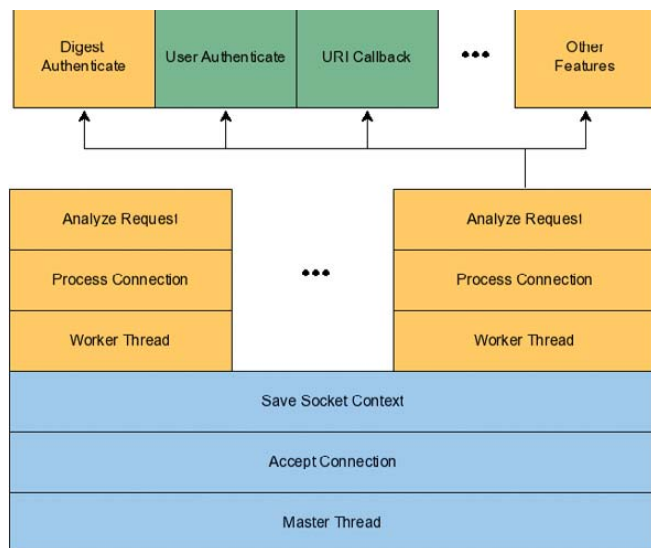 Digest
Authenticate
User Authenticate
URI Callback
•••
Other
Features
Analyze Request
Analyze Request
Process Connection
•••
Process Connection
Worker Thread
Worker Thread
Save Socket Context
Accept Connection
Master Thread